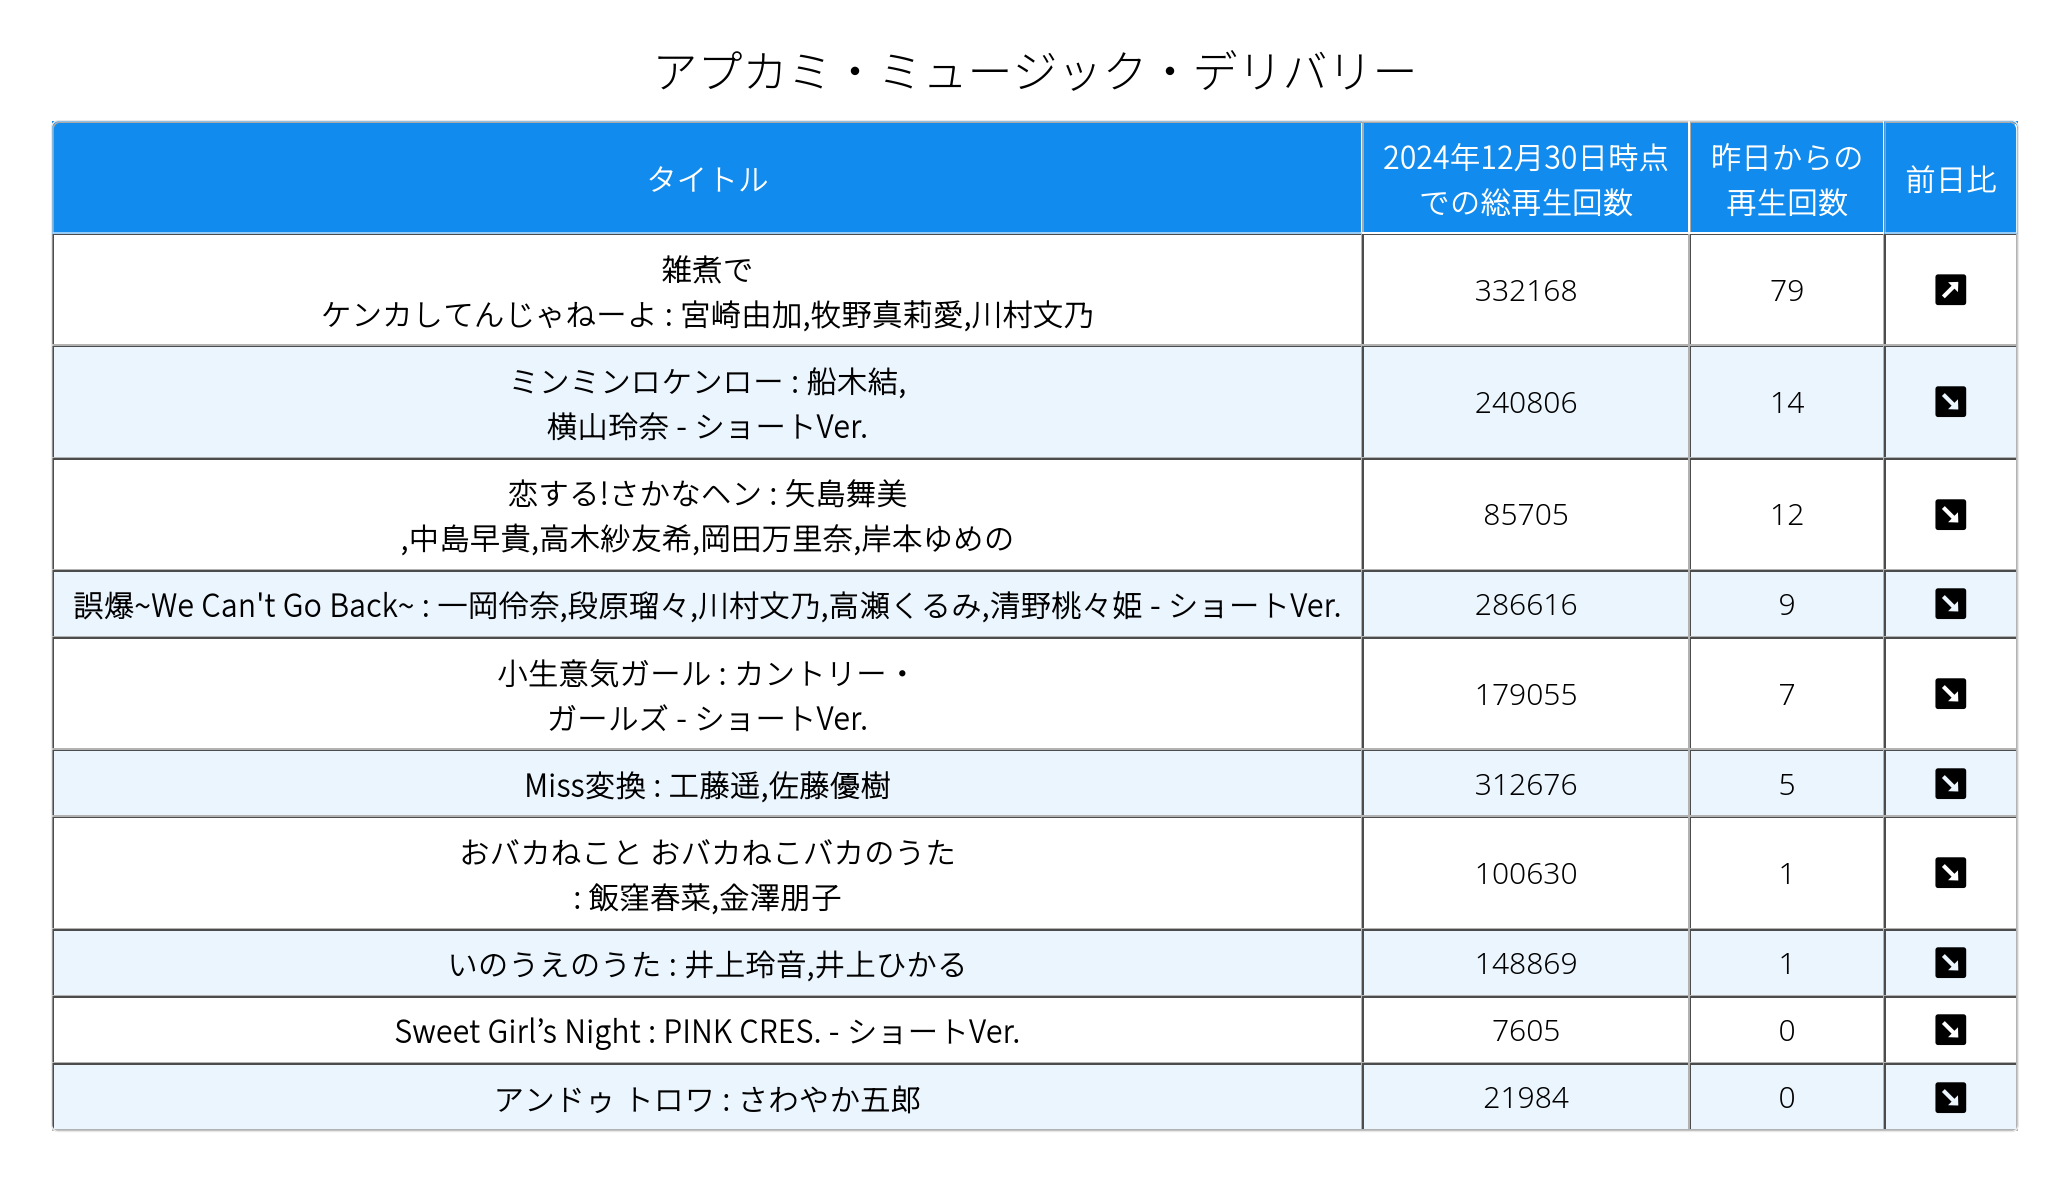 アプカミ・ミュージック・デリバリー
タイトル
2024年12月30日時点
での総再生回数
昨日からの
再生回数
前日比
雑煮で
ケンカしてんじゃねーよ : 宮崎由加,牧野真莉愛,川村文乃
332168
79
ミンミンロケンロー : 船木結,
横山玲奈 - ショートVer.
240806
14
恋する!さかなヘン : 矢島舞美
,中島早貴,高木紗友希,岡田万里奈,岸本ゆめの
85705
12
誤爆~We Can't Go Back~ : 一岡伶奈,段原瑠々,川村文乃,高瀬くるみ,清野桃々姫 - ショートVer.
286616
9
小生意気ガール : カントリー・
ガールズ - ショートVer.
179055
7
Miss変換 : 工藤遥,佐藤優樹
312676
5
おバカねこと おバカねこバカのうた
: 飯窪春菜,金澤朋子
100630
1
いのうえのうた : 井上玲音,井上ひかる
148869
1
Sweet Girl’s Night : PINK CRES. - ショートVer.
7605
0
アンドゥ トロワ : さわやか五郎
21984
0